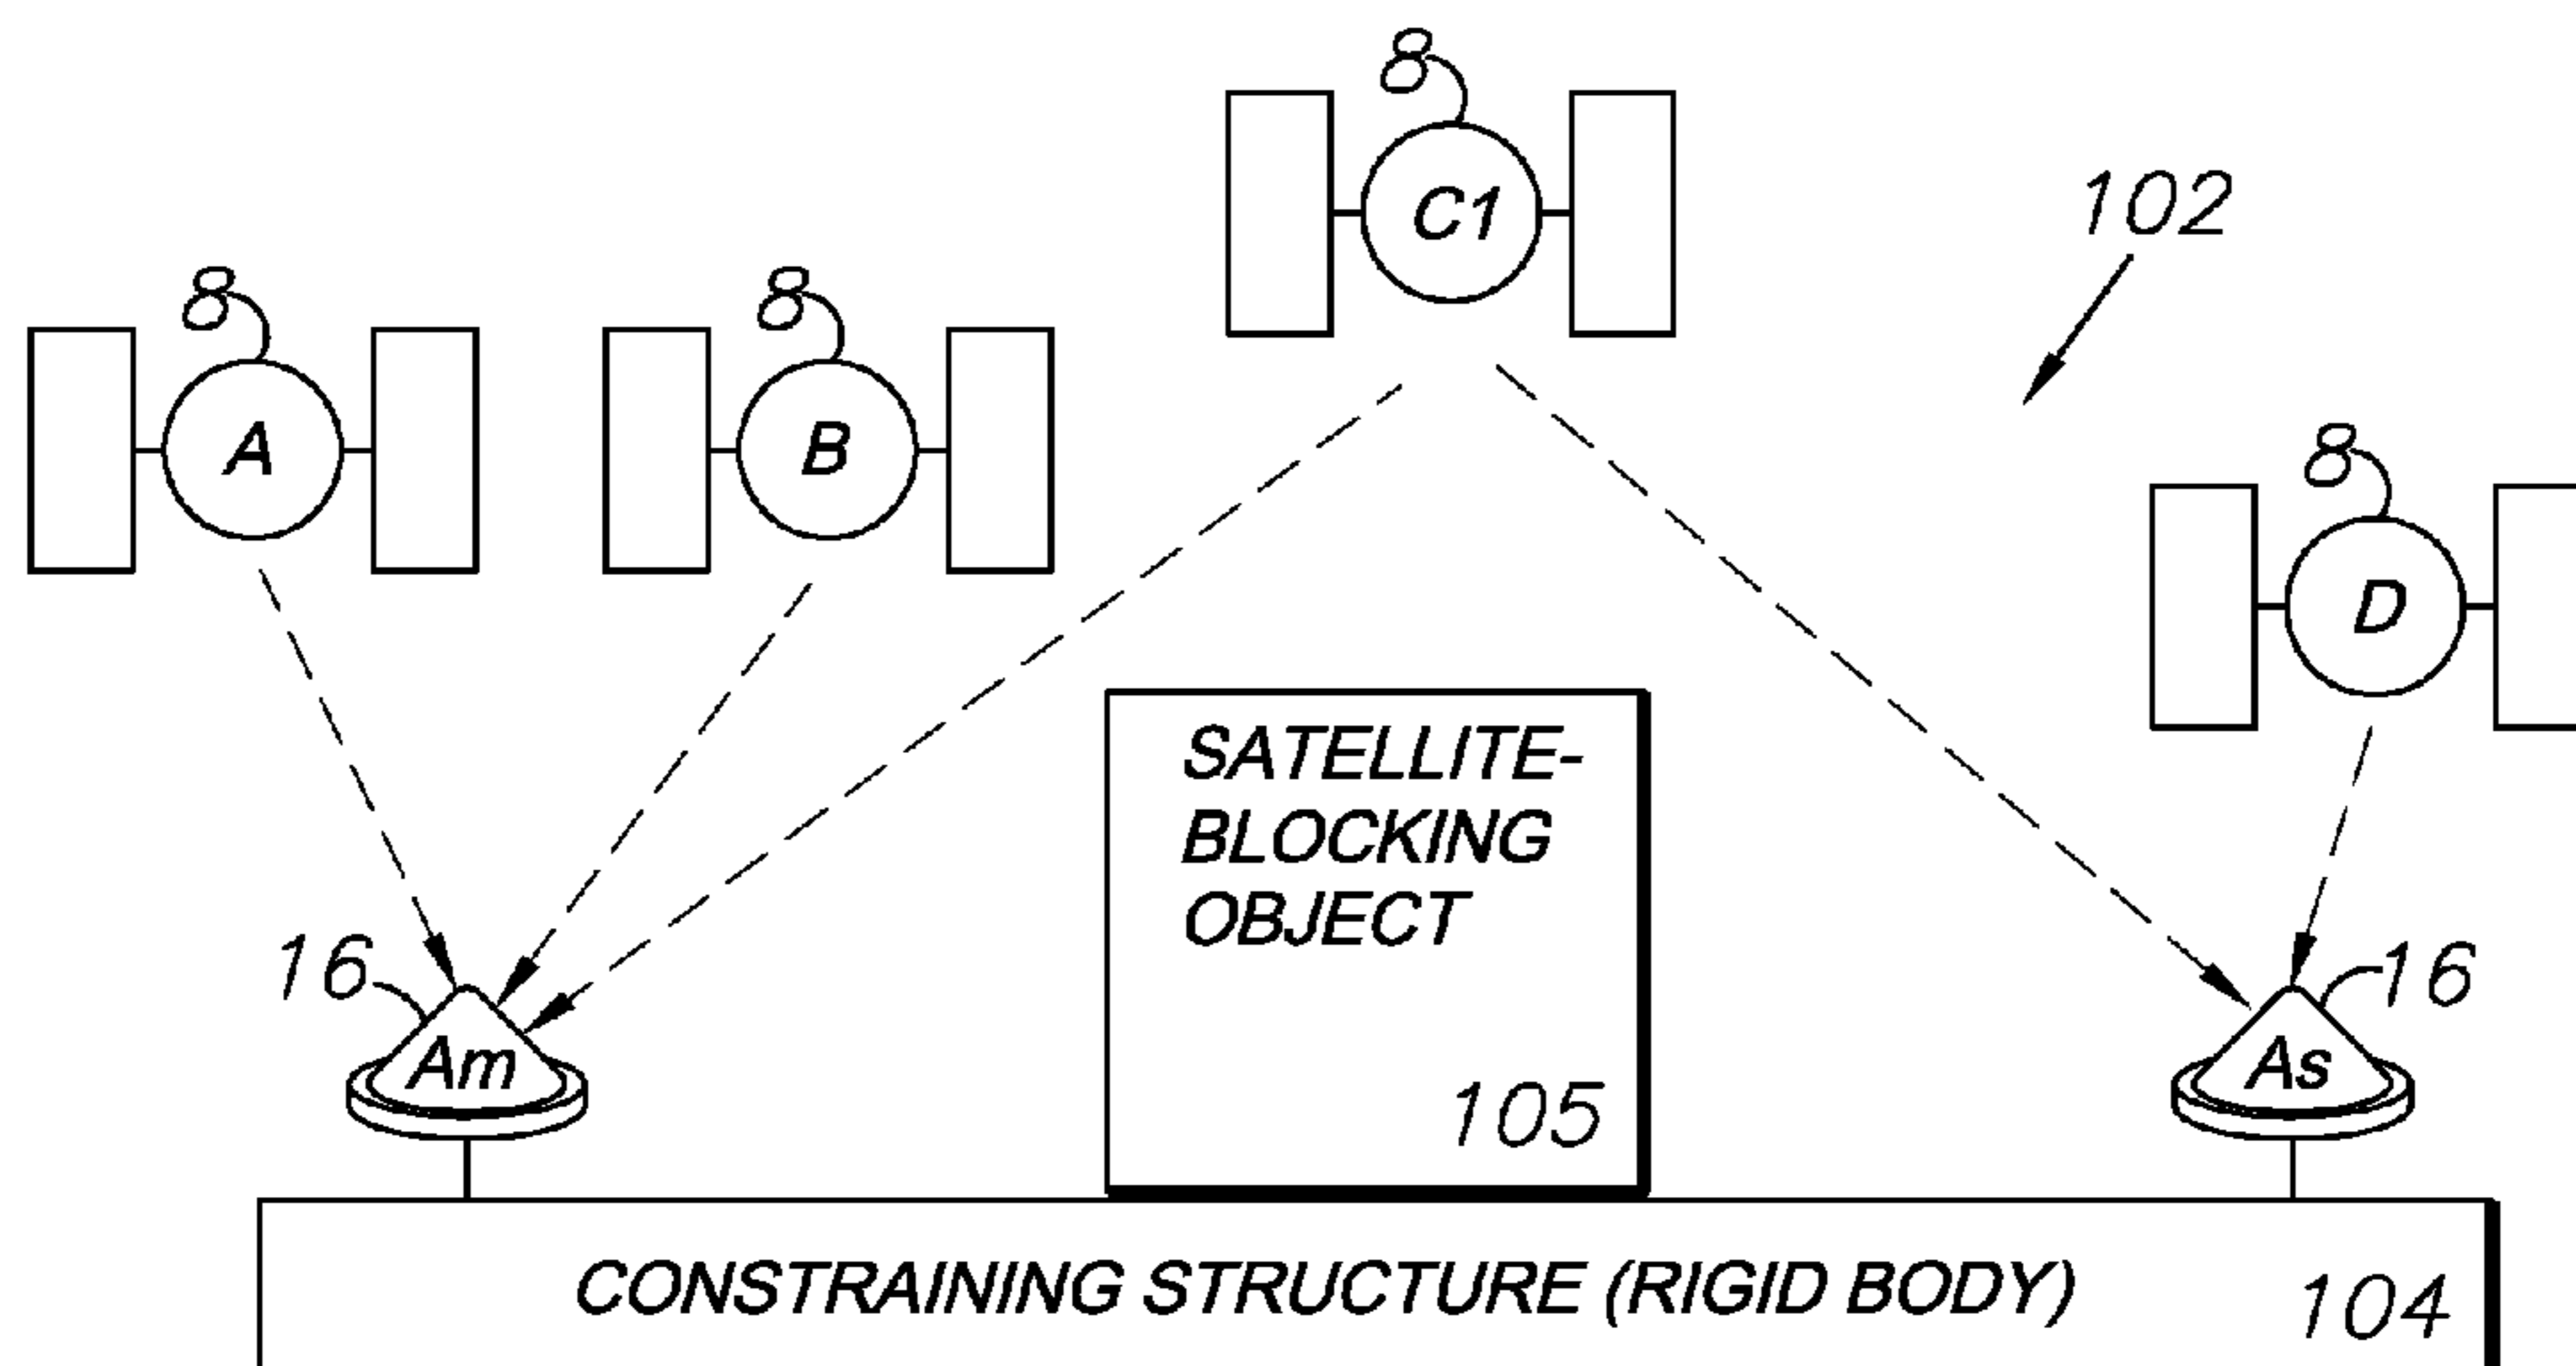 8
C1
102
8
8
A
B
8
D
SATELLITE-
BLOCKING
OBJECT
16
16
Am
As
105
CONSTRAINING STRUCTURE (RIGID BODY)
104